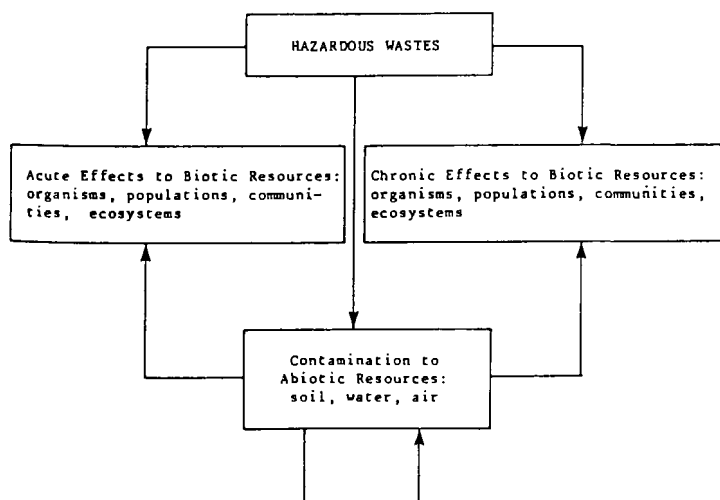 HAZARDOUS WASTES
Acute Effects to Biotic Resources:
organisms, populations, communi-
ties, ecosystems
Chronic Effects to Biotic Resources:
organisms, populations, communities,
ecosystems
Contamination to
Abiotic Resources:
soil, water, air